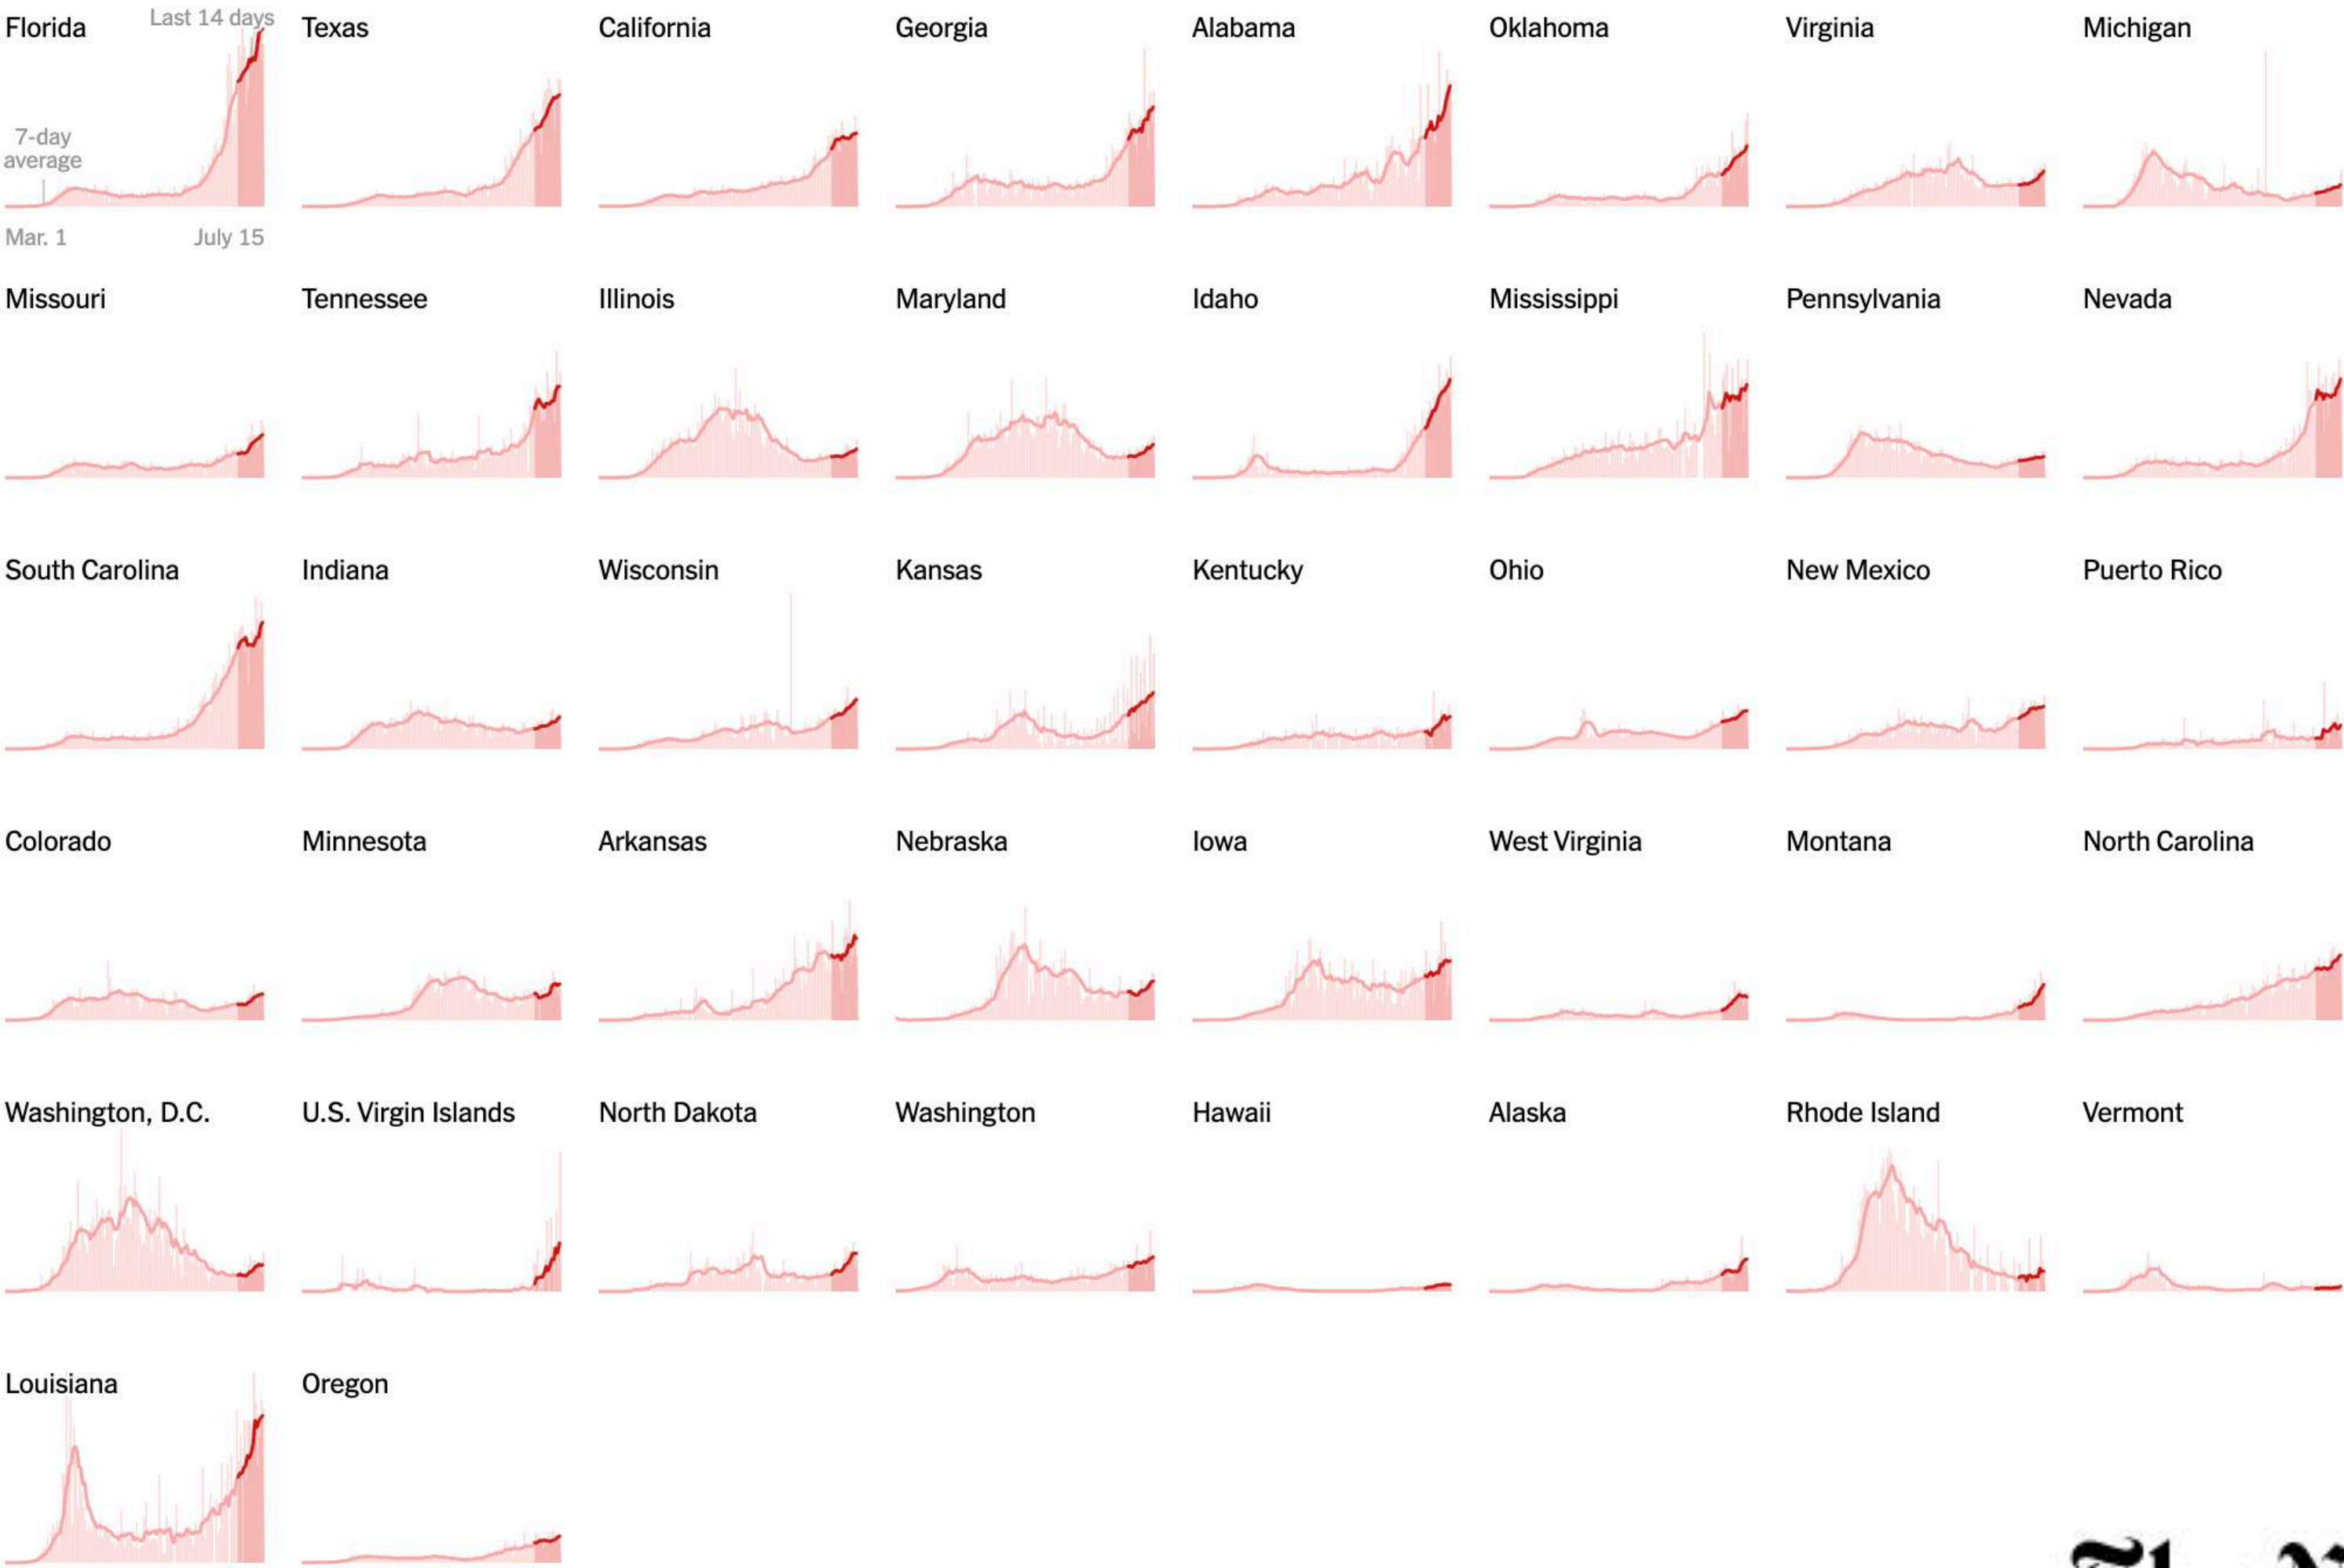 Florida
Last 14 days
7-day
average
Mar. 1
July 15
Texas
California
Georgia
Alabama
Oklahoma
Virginia
Michigan
Missouri
Tennessee
Illinois
Maryland
Idaho
Mississippi
Pennsylvania
Nevada
South Carolina
Indiana
Wisconsin
Kansas
Kentucky
Ohio
New Mexico
Puerto Rico
Colorado
Minnesota
Arkansas
Nebraska
Iowa
West Virginia
Montana
North Carolina
Washington, D.C.
U.S. Virgin Islands
North Dakota
Washington
Hawaii
Alaska
Rhode Island
Vermont
Louisiana
Oregon